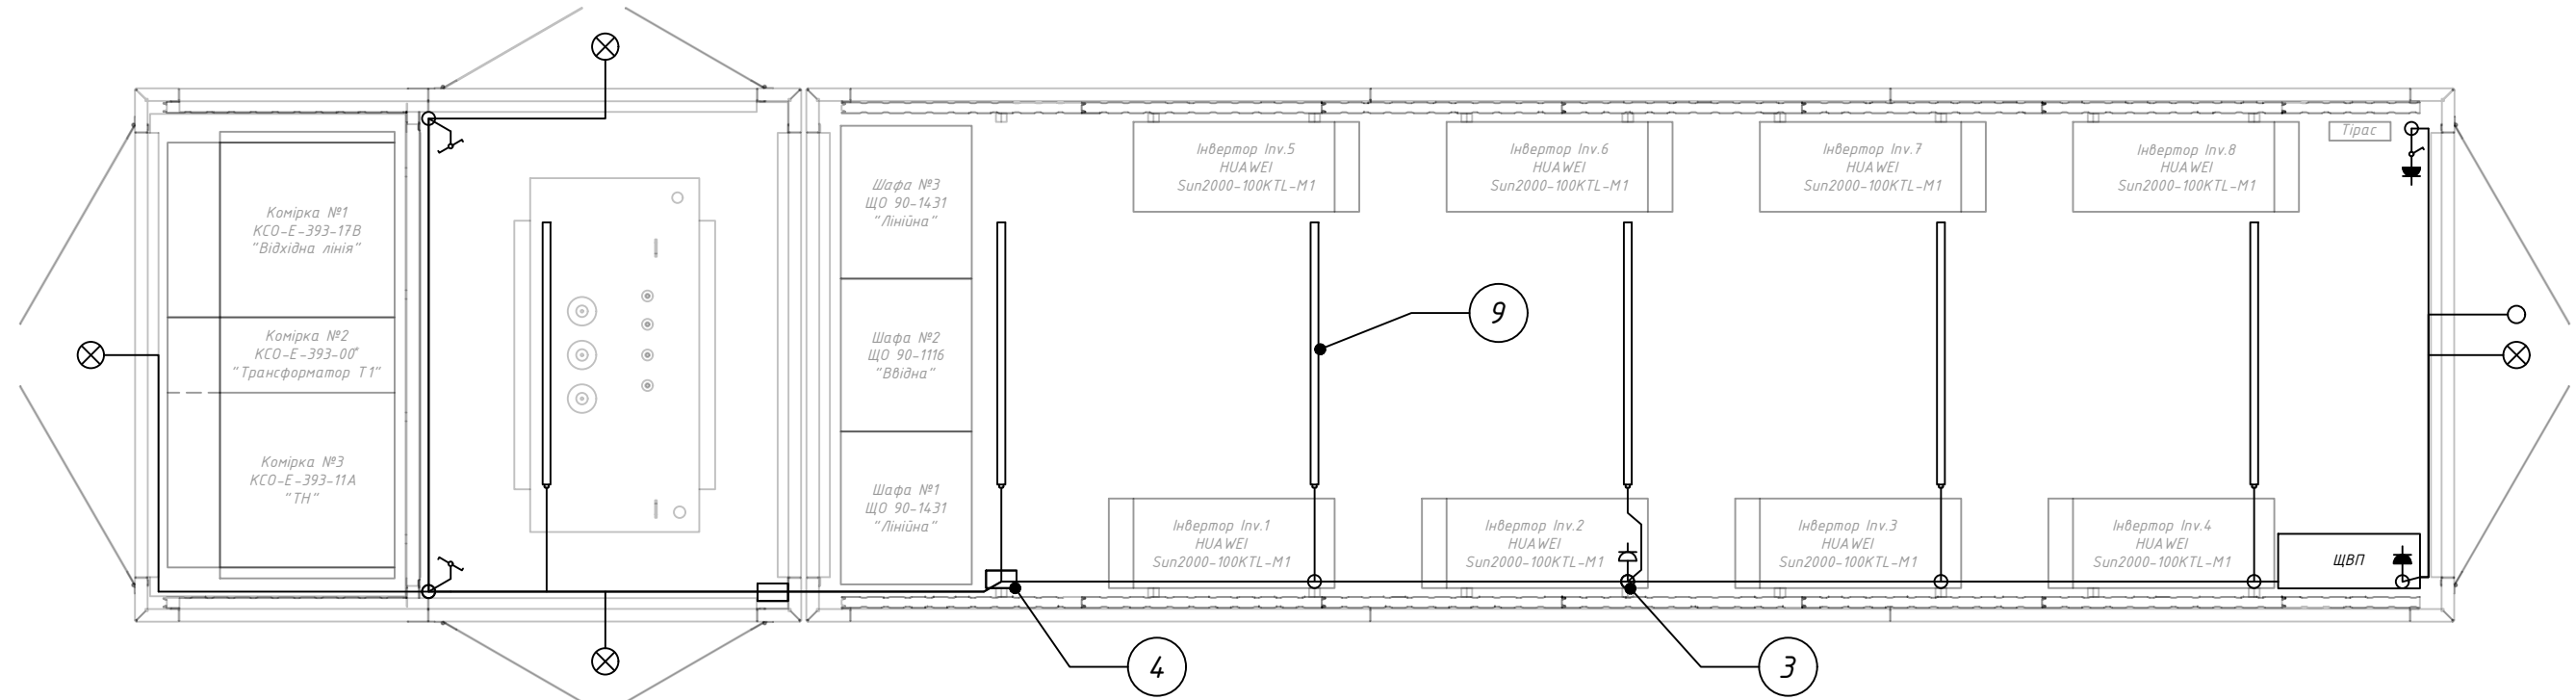 Комірка №1
КСО-Е-393-17В
"Відхідна лінія"
Комірка №2
КСО-Е-393-00*
"Трансформатор Т1"
Комірка №3
КСО-Е-393-11А
"ТН"
Шафа №3
ЩО 90-1431
"Лінійна"
Шафа №2
ЩО 90-1116
"Ввідна"
Шафа №1
ЩО 90-1431
"Лінійна"
Інвертор Inv.5
HUAWEI
Sun2000-100KTL-M1
Інвертор Inv.6
HUAWEI
Sun2000-100KTL-M1
Інвертор Inv.7
HUAWEI
Sun2000-100KTL-M1
Інвертор Inv.8
HUAWEI
Sun2000-100KTL-M1
Тірас
9
Інвертор Inv.1
HUAWEI
Sun2000-100KTL-M1
Інвертор Inv.2
HUAWEI
Sun2000-100KTL-M1
Інвертор Inv.3
HUAWEI
Sun2000-100KTL-M1
Інвертор Inv.4
HUAWEI
Sun2000-100KTL-M1
ЩВП
4
3